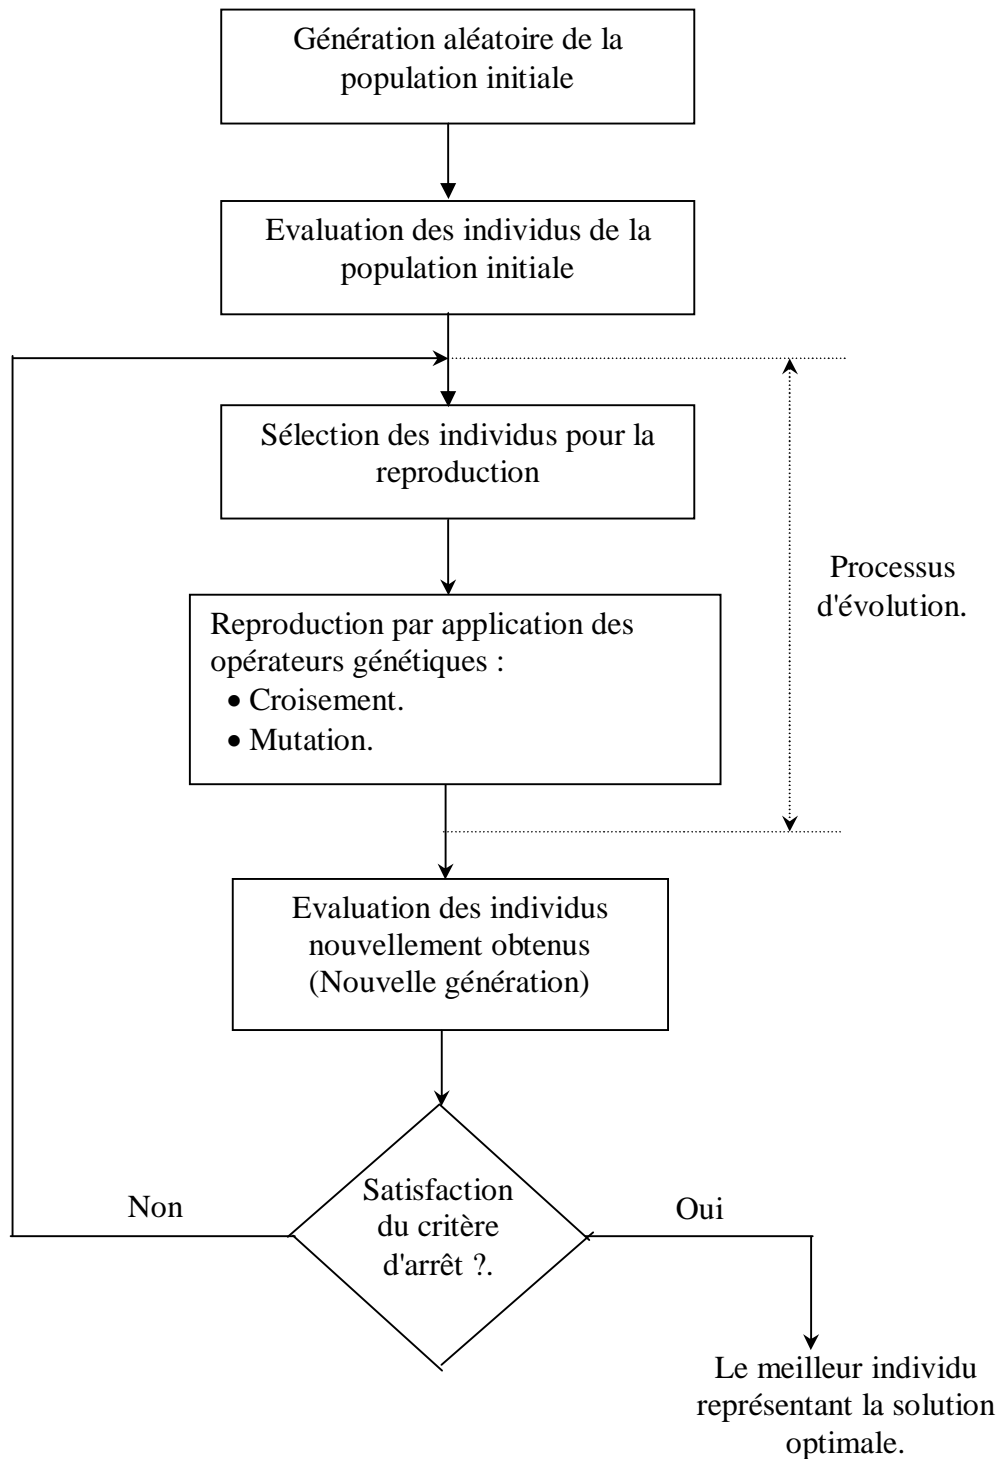 Génération aléatoire de la
population initiale
Evaluation des individus de la
population initiale
Sélection des individus pour la
reproduction
Processus
d'évolution.
Reproduction par application des
opérateurs génétiques :
• Croisement.
• Mutation.
Evaluation des individus
nouvellement obtenus
(Nouvelle génération)
Satisfaction
du critère
d'arrêt ?.
Non
Oui
Le meilleur individu
représentant la solution
optimale.